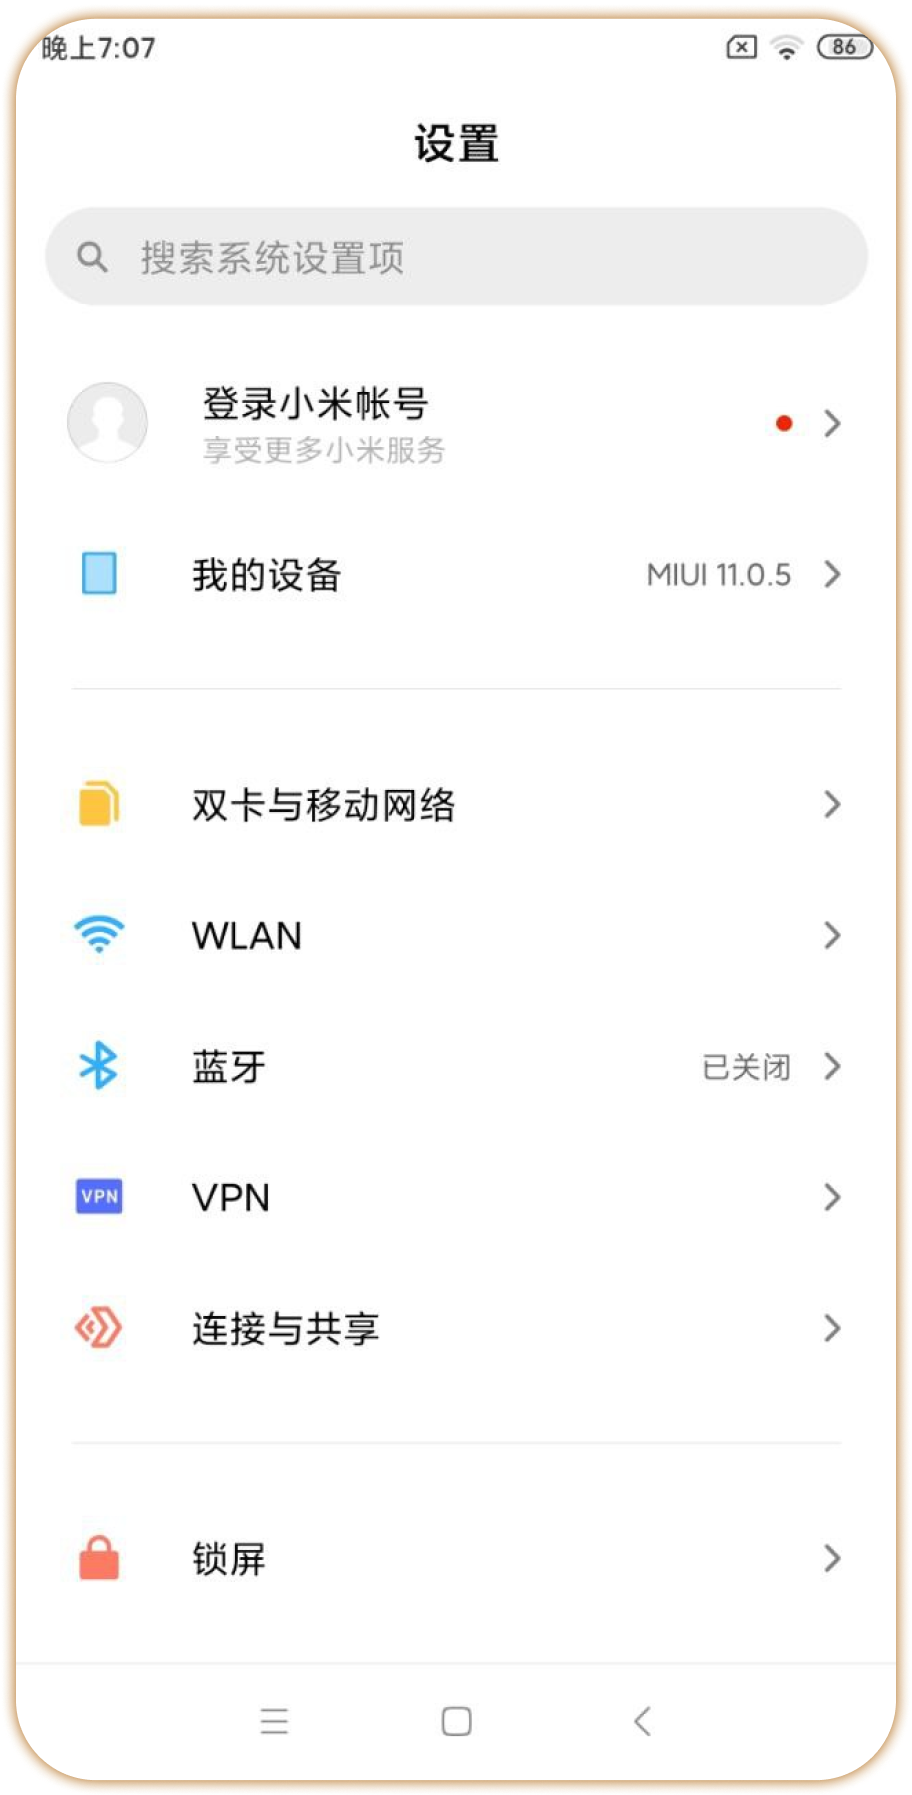 晚上7:07
86
设置
搜索系统设置项
登录小米帐号
享受更多小米服务
我的设备
MIUI 11.0.5
双卡与移动网络
WLAN
蓝牙
已关闭
VPN
VPN
连接与共享
锁屏